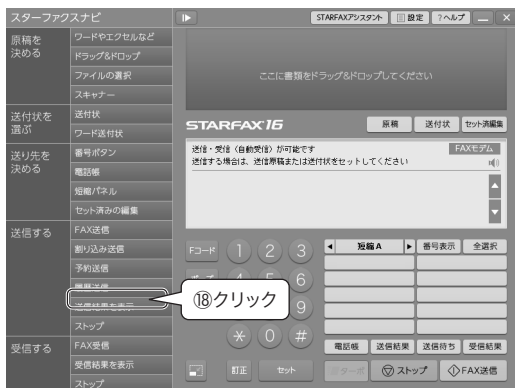 スターファクスナビ
STARFAXアシスタント
設定
?ヘルプ
原稿を
決める
ワードやエクセルなど
ドラッグ&ドロップ
ファイルの選択
スキャナー
送付状を
選ぶ
送付状
ワード送付状
送り先を
決める
番号ボタン
電話帳
短縮パネル
セット済みの編集
送信する
FAX送信
割り込み送信
予約送信
送信結果を表示
ストップ
受信する
FAX受信
受信結果を表示
ストップ
ここに書類をドラッグ&ドロップしてください
STARFAX16
原稿
送付状
セット済編集
送信・受信(自動受信)が可能です
送信する場合は、送信原稿または送付状をセットしてください
FAXモデム
Fコード
1
2
3
6
9
*
0
#
訂正
セット
短縮A
番号表示
全選択
電話帳
送信結果
送信待ち
受信結果
ストップ
FAX送信
⑱クリック